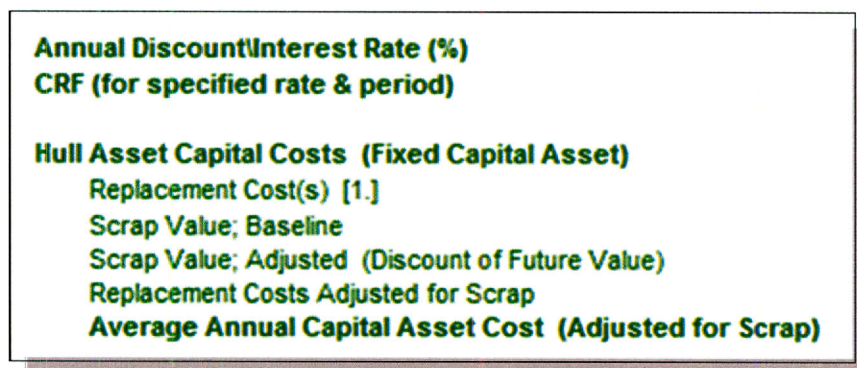 Annual Discount\Interest Rate (%)
CRF (for specified rate & period)
Hull Asset Capital Costs (Fixed Capital Asset)
Replacement Cost(s) [1.]
Scrap Value; Baseline
Scrap Value; Adjusted (Discount of Future Value)
Replacement Costs Adjusted for Scrap
Average Annual Capital Asset Cost (Adjusted for Scrap)